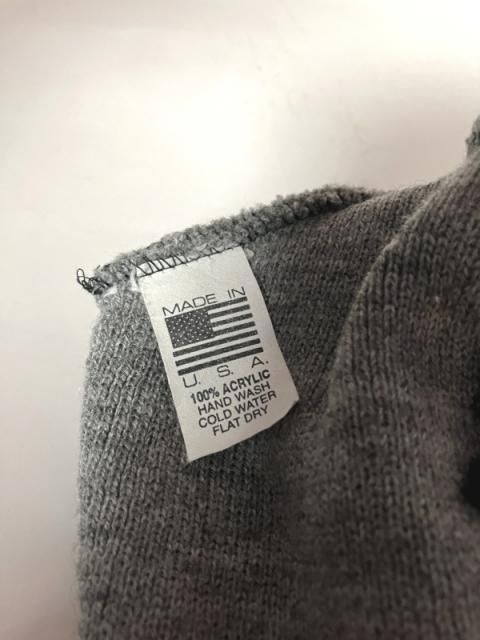 MADE IN
U. S. A.
100% ACRYLIC
HAND WASH
COLD WATER
FLAT DRY